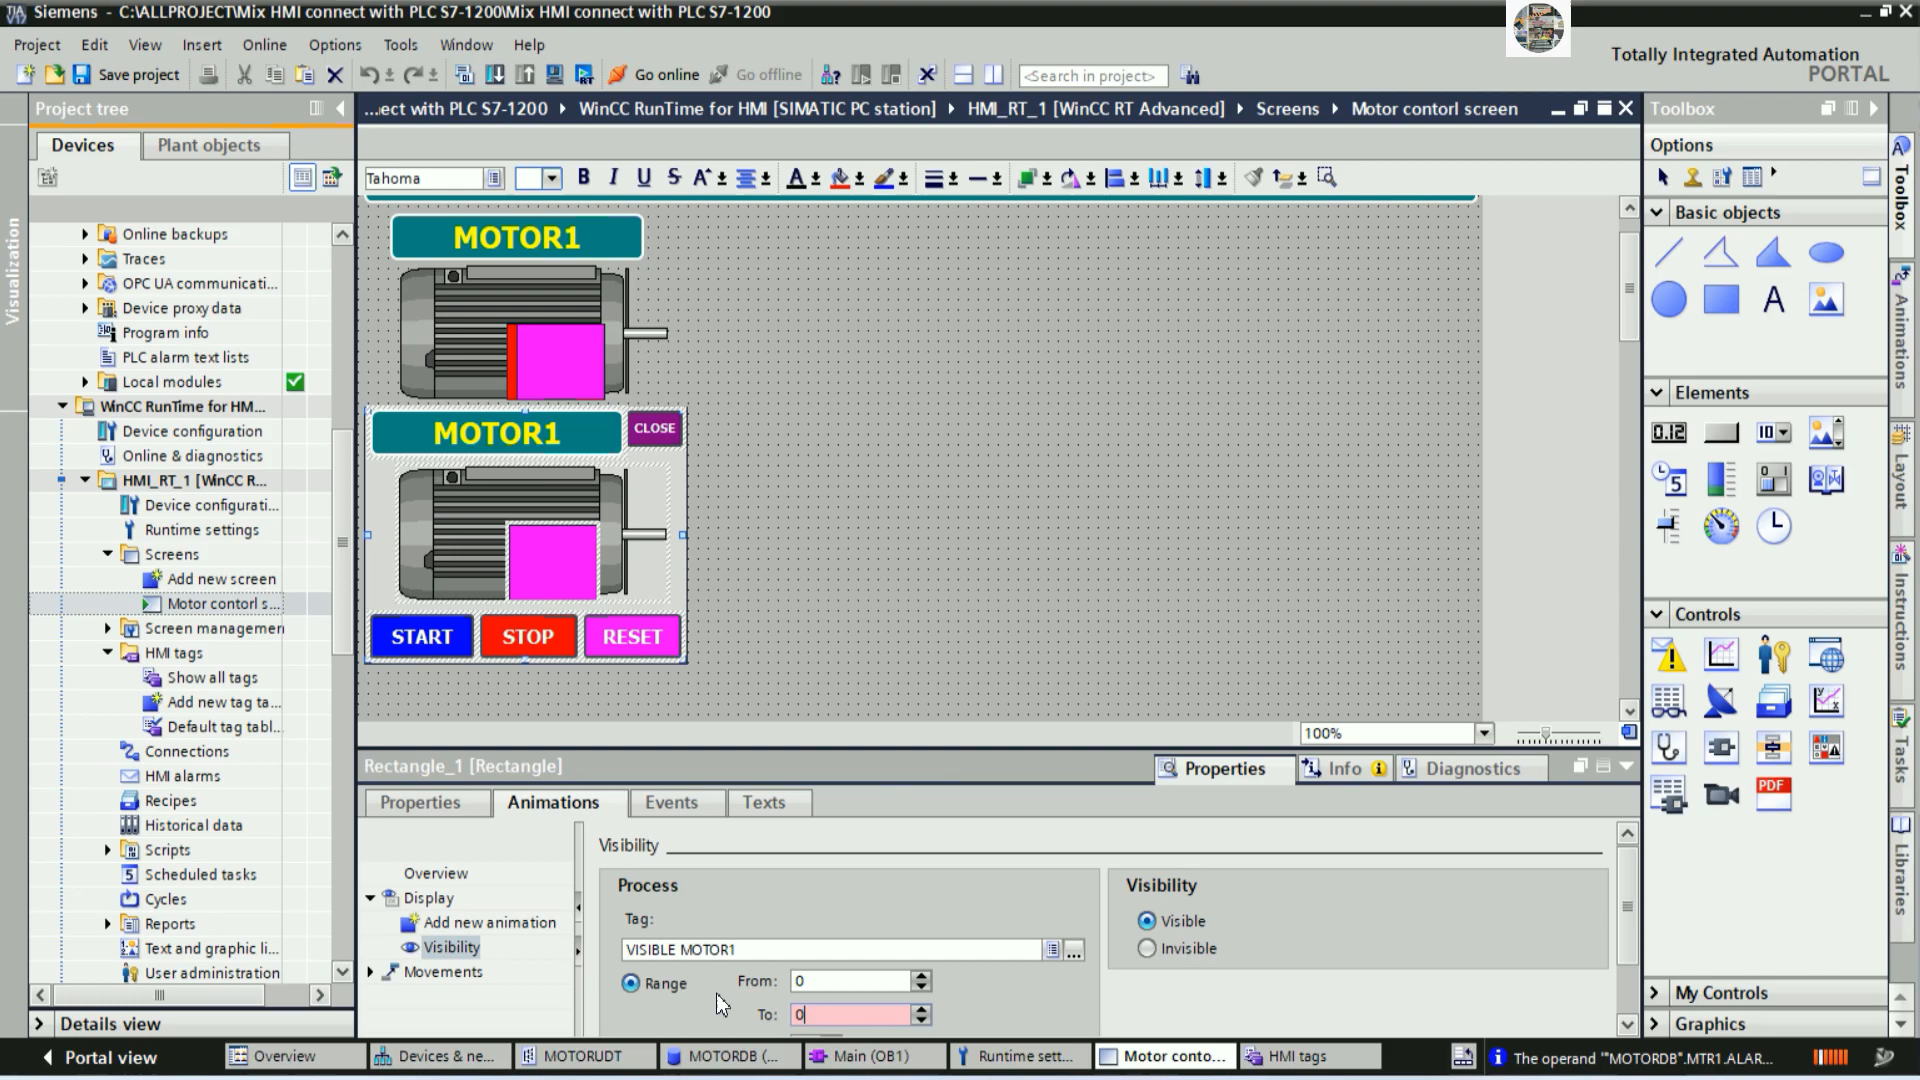 Siemens - C:\ALLPROJECT\Mix HMI connect with PLC S7-1200\Mix HMI connect with PLC S7-1200
Project Edit View Insert Online Options Tools Window Help
Totally Integrated Automation
PORTAL
Save project
Go online
Go offline
<Search in project>
Project tree
...ect with PLC S7-1200 WinCC RunTime for HMI [SIMATIC PC station] HMI_RT_1 [WinCC RT Advanced] Screens Motor contorl screen
Toolbox
Devices
Plant objects
Options
Tahoma
B I U S A
Visualization
Online backups
Traces
OPC UA communicati...
Device proxy data
Program info
PLC alarm text lists
Local modules
WinCC RunTime for HM...
Device configuration
Online & diagnostics
HMI_RT_1 [WinCC R...
Device configurati...
Runtime settings
Screens
Add new screen
Motor contorl s...
Screen managemen
HMI tags
Show all tags
Add new tag ta...
Default tag tabl...
Connections
HMI alarms
Recipes
Historical data
Scripts
Scheduled tasks
Cycles
Reports
Text and graphic li...
User administration
Details view
MOTOR1
MOTOR1
CLOSE
START
STOP
RESET
100%
Rectangle_1 [Rectangle]
Properties
Info
Diagnostics
Properties
Animations
Events
Texts
Overview
Display
Add new animation
Visibility
Movements
Visibility
Process
Tag:
VISIBLE MOTOR1
Range
From:
0
To:
0
Visibility
Visible
Invisible
Basic objects
A
Elements
0.12
10
5
Controls
PDF
My Controls
Graphics
Toolbox
Animations
Layout
Instructions
Tasks
Libraries
Portal view
Overview
Devices & ne...
MOTORUDT
MOTORDB (...
Main (OB1)
Runtime sett...
Motor conto...
HMI tags
The operand '"MOTORDB".MTR1.ALAR...